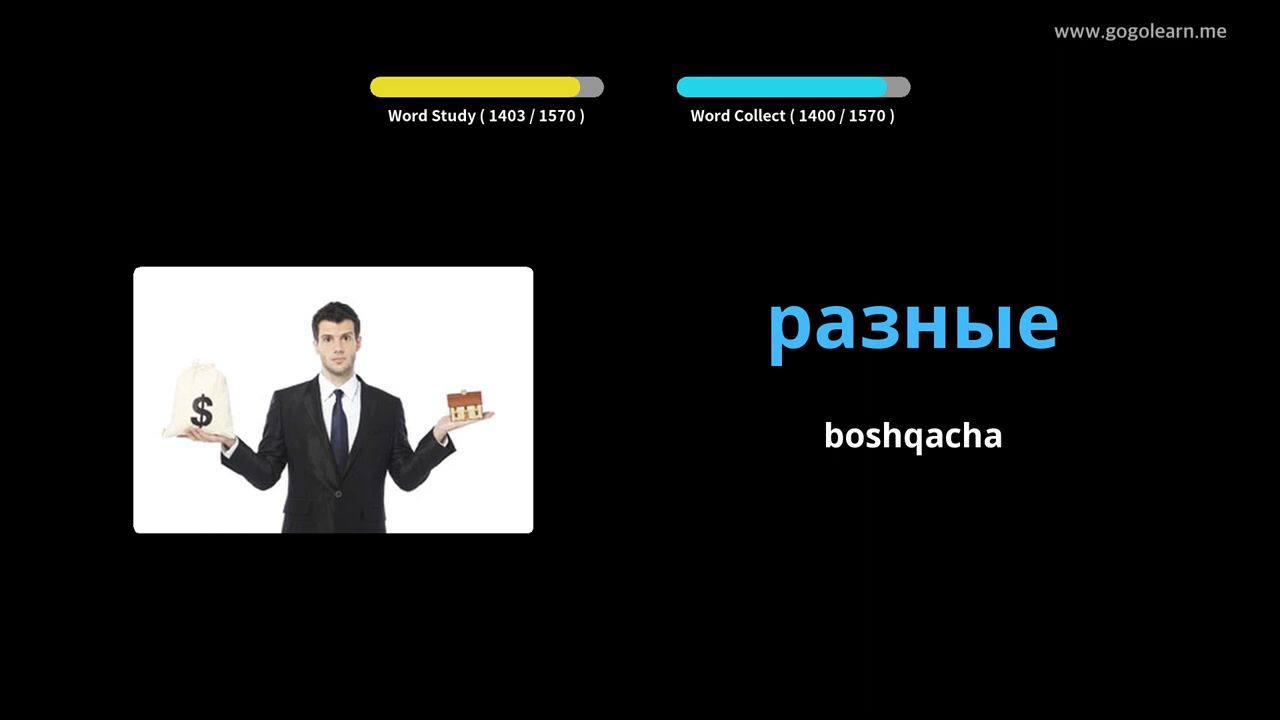 www.gogolearn.me
Word Study ( 1403 / 1570 )
Word Collect ( 1400 / 1570 )
$
разные
boshqacha